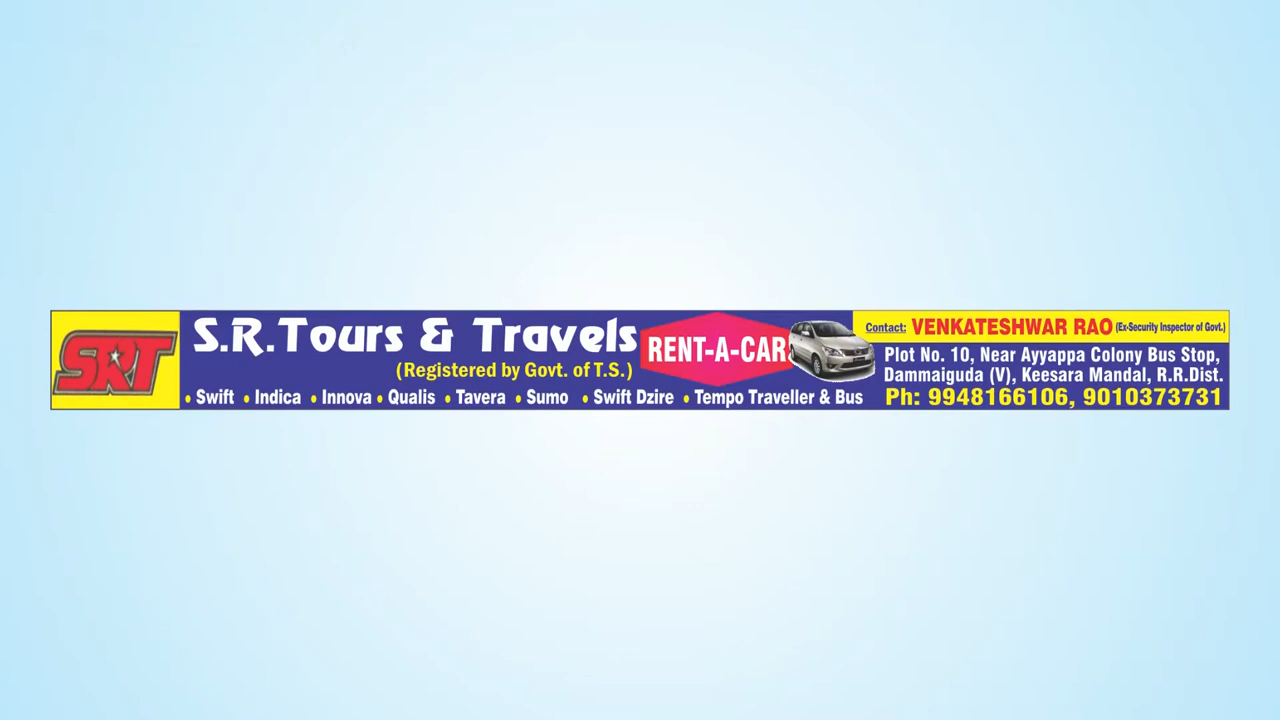 SRT
S.R.Tours & Travels
(Registered by Govt. of T.S.)
• Swift • Indica • Innova • Qualis • Tavera • Sumo • Swift Dzire • Tempo Traveller & Bus
RENT-A-CAR
Contact: VENKATESHWAR RAO (Ex-Security Inspector of Govt.)
Plot No. 10, Near Ayyappa Colony Bus Stop,
Dammaiguda (V), Keesara Mandal, R.R.Dist.
Ph: 9948166106, 9010373731